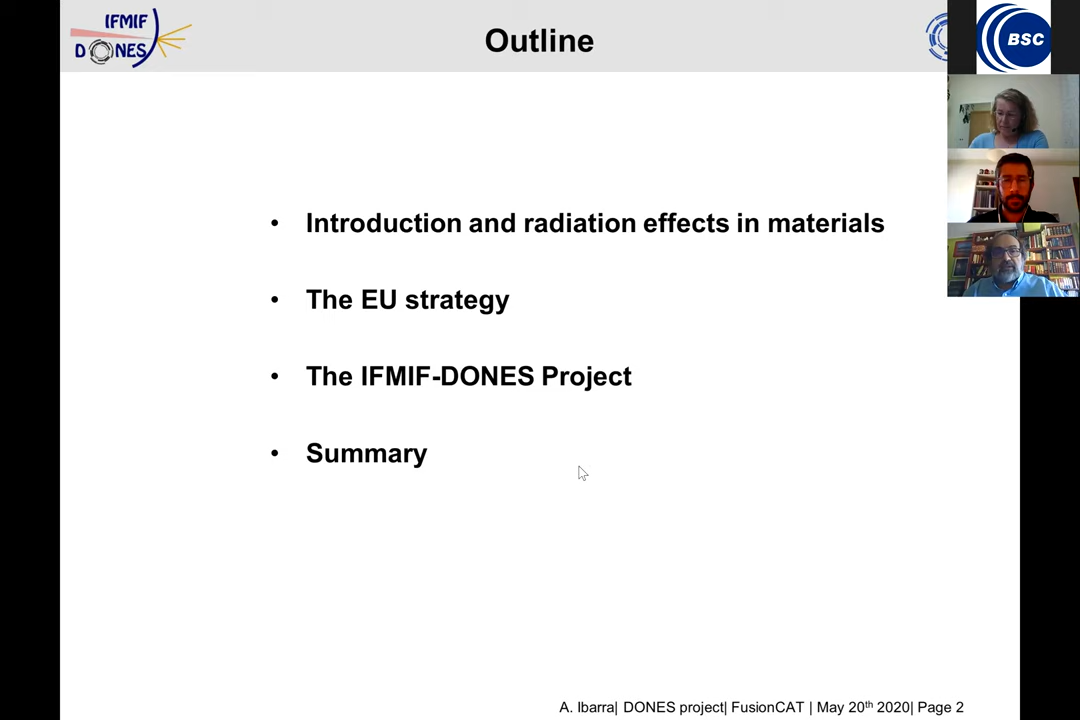 IFMIF
DONES
Outline
BSC
• Introduction and radiation effects in materials
• The EU strategy
• The IFMIF-DONES Project
• Summary
A. Ibarra| DONES project| FusionCAT | May 20th 2020| Page 2